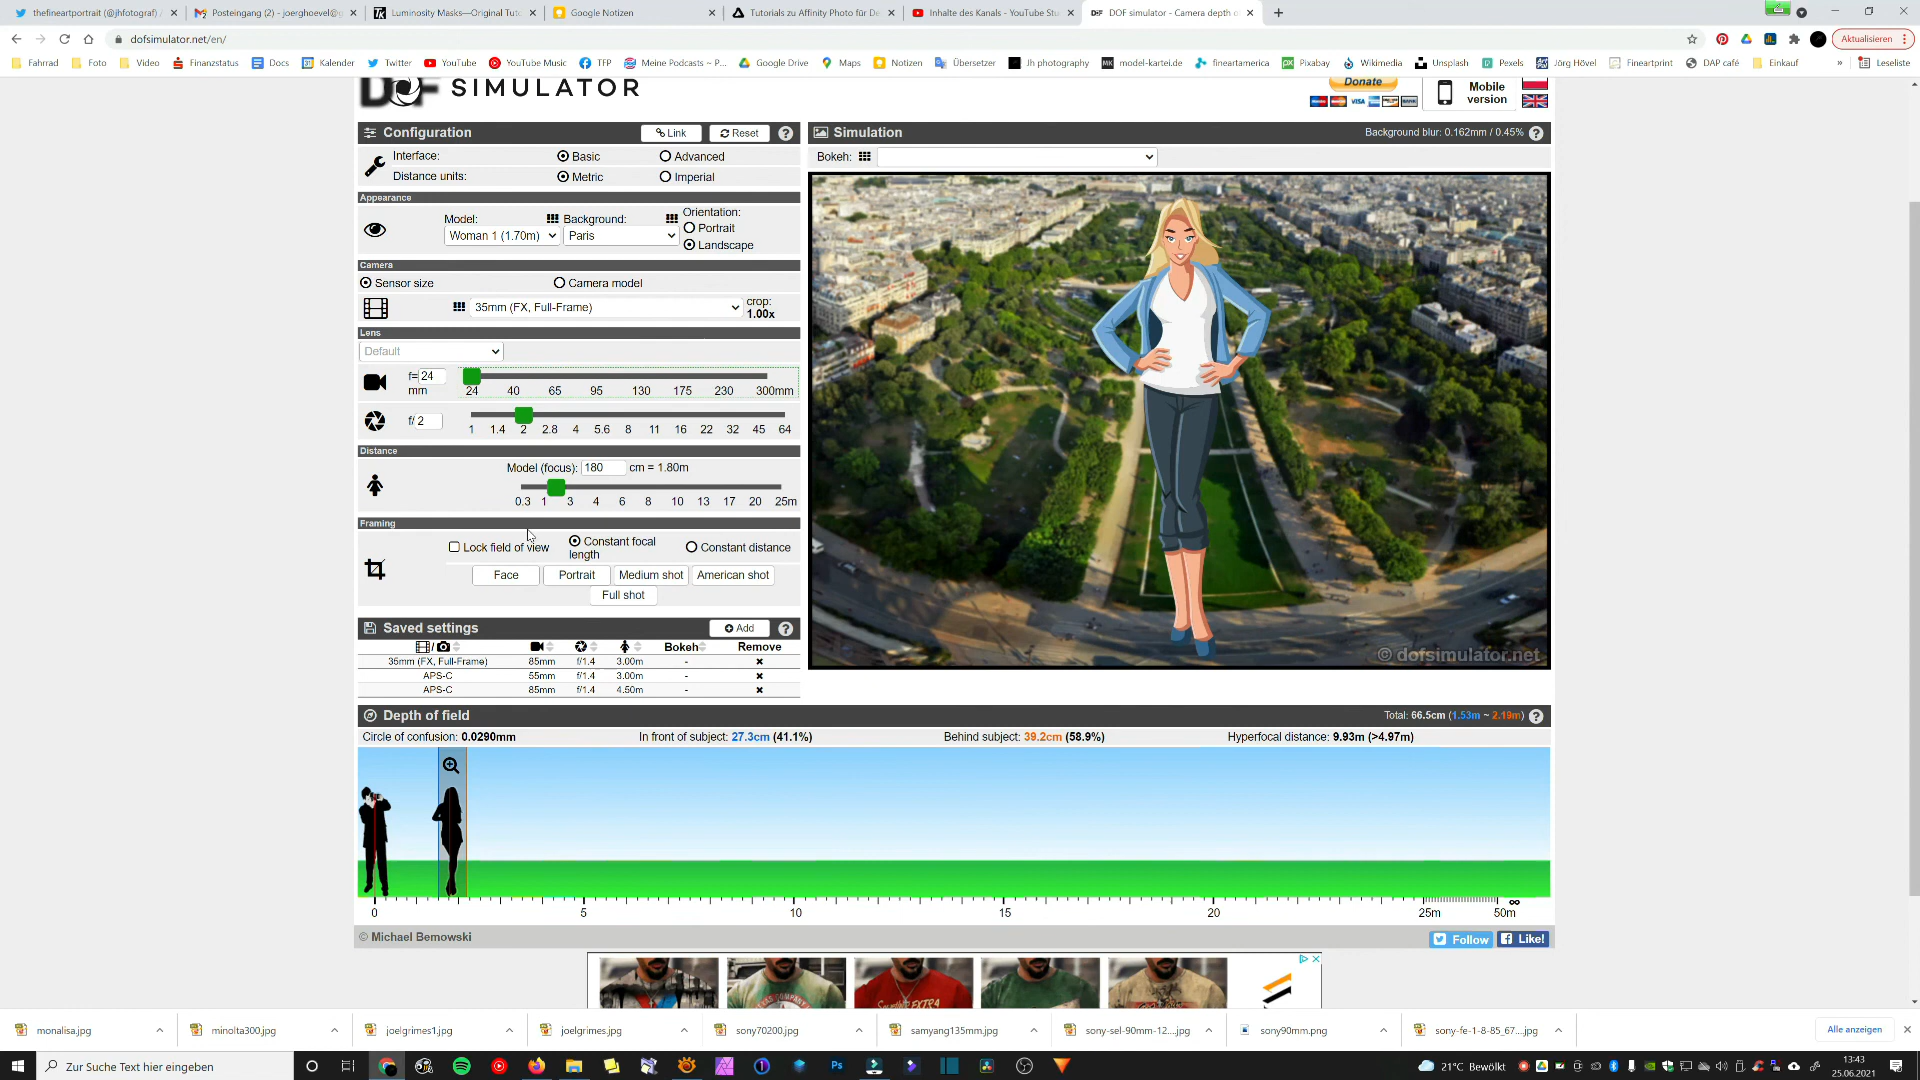 thefineartportrait (@jhfotograf) /
Posteingang (2) - joerghoevel@g
Luminosity Masks—Original Tuto
Google Notizen
Tutorials zu Affinity Photo für De
Inhalte des Kanals - YouTube Stu
DOF simulator - Camera depth o
dofsimulator.net/en/
Aktualisieren
Fahrrad
Foto
Video
Finanzstatus
Docs
Kalender
Twitter
YouTube
YouTube Music
TFP
Meine Podcasts ~ P...
Google Drive
Maps
Notizen
Übersetzer
Jh photography
model-kartei.de
fineartamerica
Pixabay
Wikimedia
Unsplash
Pexels
Jörg Hövel
Fineartprint
DAP café
Einkauf
»
Leseliste
DOF SIMULATOR
Donate
Mobile version
Configuration
Link
Reset
?
Interface:
Basic
Advanced
Distance units:
Metric
Imperial
Appearance
Model:
Background:
Orientation:
Woman 1 (1.70m)
Paris
Portrait
Landscape
Camera
Sensor size
Camera model
35mm (FX, Full-Frame)
crop:
1.00x
Lens
Default
f= 24
mm
24 40 65 95 130 175 230 300mm
f/ 2
1 1.4 2 2.8 4 5.6 8 11 16 22 32 45 64
Distance
Model (focus): 180 cm = 1.80m
0.3 1 3 4 6 8 10 13 17 20 25m
Framing
Lock field of view
Constant focal length
Constant distance
Face
Portrait
Medium shot
American shot
Full shot
Saved settings
Add
?
Bokeh
Remove
35mm (FX, Full-Frame) 85mm f/1.4 3.00m -
APS-C 55mm f/1.4 3.00m -
APS-C 85mm f/1.4 4.50m -
Simulation
Background blur: 0.162mm / 0.45%
?
Bokeh:
© dofsimulator.net
Depth of field
Total: 66.5cm (1.53m ~ 2.19m)
?
Circle of confusion: 0.0290mm
In front of subject: 27.3cm (41.1%)
Behind subject: 39.2cm (58.9%)
Hyperfocal distance: 9.93m (>4.97m)
0 5 10 15 20 25m 50m ∞
© Michael Bemowski
Follow
Like!
monalisa.jpg
minolta300.jpg
joelgrimes1.jpg
joelgrimes.jpg
sony70200.jpg
samyang135mm.jpg
sony-sel-90mm-12....jpg
sony90mm.png
sony-fe-1-8-85_67....jpg
Alle anzeigen
Zur Suche Text hier eingeben
21°C Bewölkt
13:43
25.06.2021